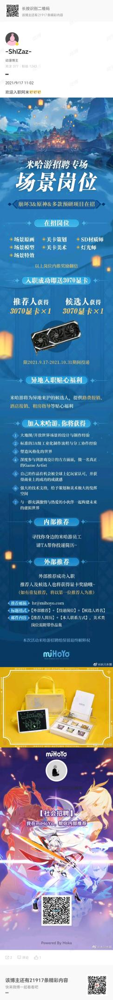 长按识别二维码
该博主还有21917条精彩内容
-ShIZaz-
动漫博主
关注 377 | 粉丝 1243
2021/9/17 11:02
欢迎入职阿米
米哈游招聘专场
场景岗位
崩坏3&原神&多款预研项目在招
在招岗位
场景原画 关卡策划 SD材质师
场景模型 关卡美术 灯光师
场景特效
以上岗位内推奖励翻倍
入职成功即送3070显卡
推荐人获得 候选人获得
3070显卡×1 3070显卡×1
限2021.9.17-2021.10.31期间投递
异地入职贴心福利
米哈游将为异地来沪的候选人,提供路费报销、
酒店报销、租房指导等贴心福利
加入米哈游,你将获得
1 大地图/开放世界场景的设计与制作经验
2 标准的3A级工业化制作流程与分工协作经验
3 塑造风格化的世界
4 深度参与到游戏设计的方方面面,做一名真正
的Game Artist
5 自己的作品有机会被全球上亿玩家认可,并获
得商业上的成功的成就感
6 强大的技术支持,给予策划和美术极大的发挥
空间
7 与一群充满激情与热爱的小伙伴一起构建未来
的虚拟世界
内部推荐
寻找你身边的米哈游员工
请TA帮你投递简历~
外部推荐
外部推荐成功入职
推荐人及候选人也将获得显卡奖励哦~
(如有重复推荐,将以第一位推荐人为准)
推荐邮箱 hr@mihoyo.com
标题格式 【外部推荐】+【投递岗位】+【候选人姓名】
邮件内容 【推荐人简历】+【本人联系方式】,美术类
岗位需附带作品集
本次活动米哈游招聘组保留最终解释权
miHoYo
@冰川水獭
MIHOYO HAPPY MID-AUTUMN FESTIVAL MIHOYO
miHoYo
MIHOYO HAPPY MID-AUTUMN FESTIVAL
miHoYo
【社会招聘】
我在miHoYo,帮你内部推荐
Powered By Moka
@冰川水獭
2 评论 1
该博主还有21917条精彩内容
快来微博一起看看吧